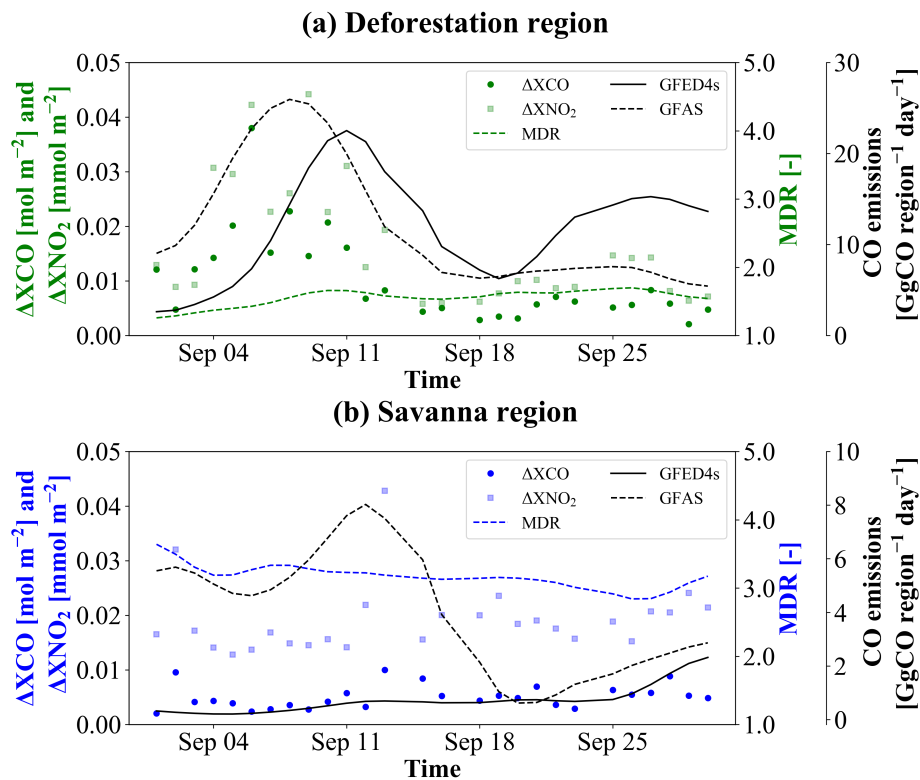 (a) Deforestation region
ΔXCO [mol m⁻²] and
ΔXNO₂ [mmol m⁻²]
0.05
0.04
0.03
0.02
0.01
0.00
ΔXCO
ΔXNO₂
MDR
GFED4s
GFAS
5.0
4.0
3.0
2.0
1.0
MDR [-]
30
20
10
0
CO emissions
[GgCO region⁻¹ day⁻¹]
Sep 04
Sep 11
Sep 18
Sep 25
Time
(b) Savanna region
ΔXCO [mol m⁻²] and
ΔXNO₂ [mmol m⁻²]
0.05
0.04
0.03
0.02
0.01
0.00
ΔXCO
ΔXNO₂
MDR
GFED4s
GFAS
5.0
4.0
3.0
2.0
1.0
MDR [-]
10
8
6
4
2
0
CO emissions
[GgCO region⁻¹ day⁻¹]
Sep 04
Sep 11
Sep 18
Sep 25
Time